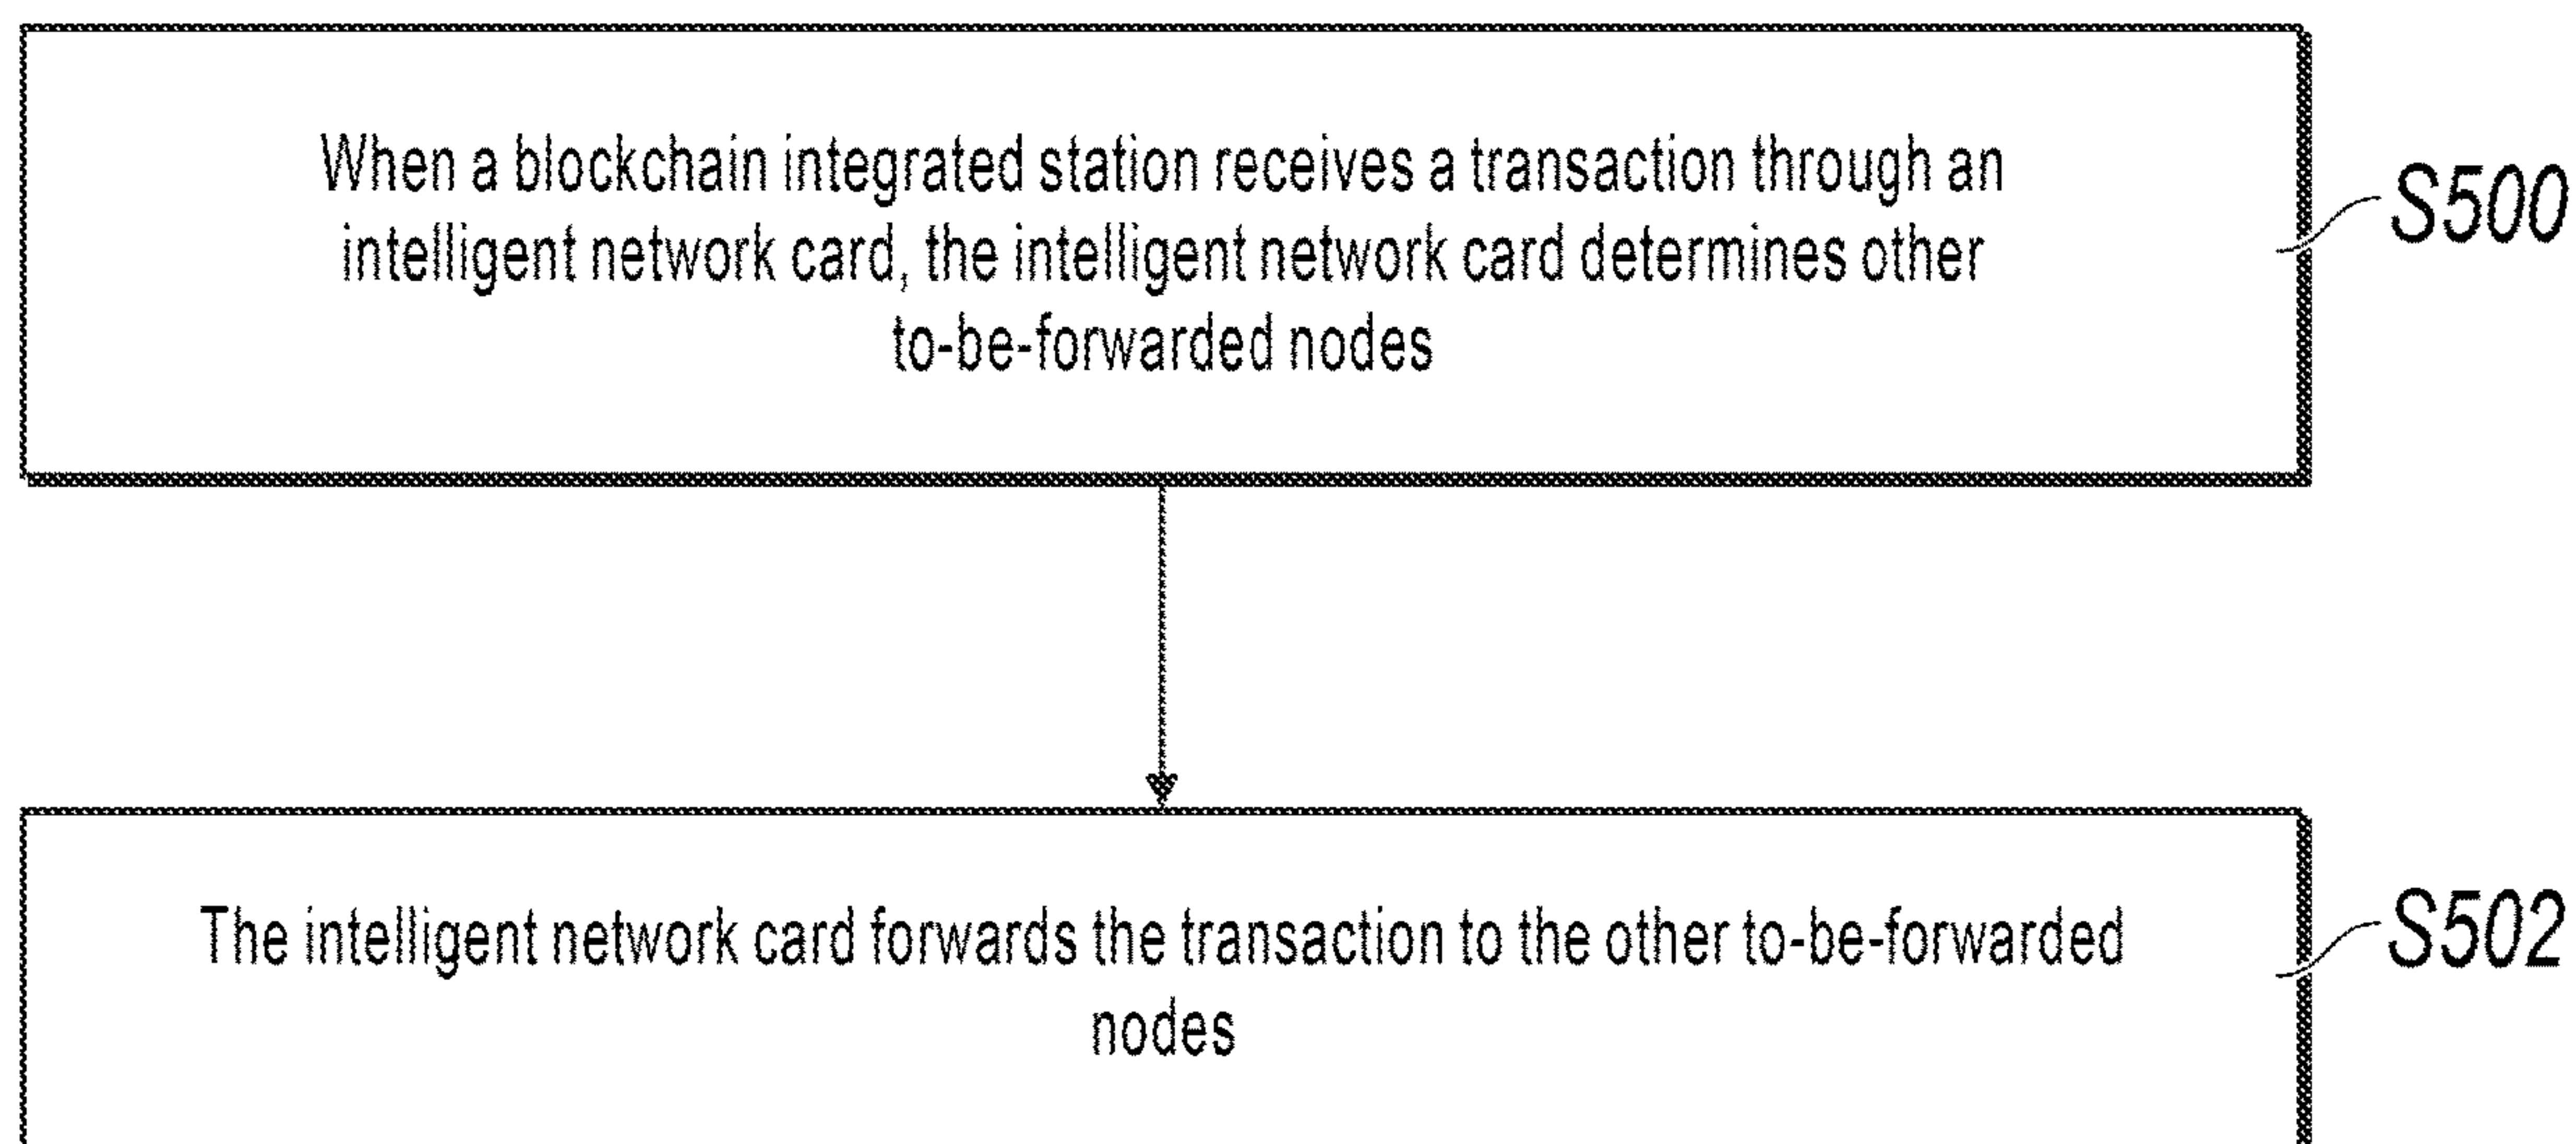 When a blockchain integrated station receives a transaction through an
intelligent network card, the intelligent network card determines other
to-be-forwarded nodes
S500
The intelligent network card forwards the transaction to the other to-be-forwarded
nodes
S502